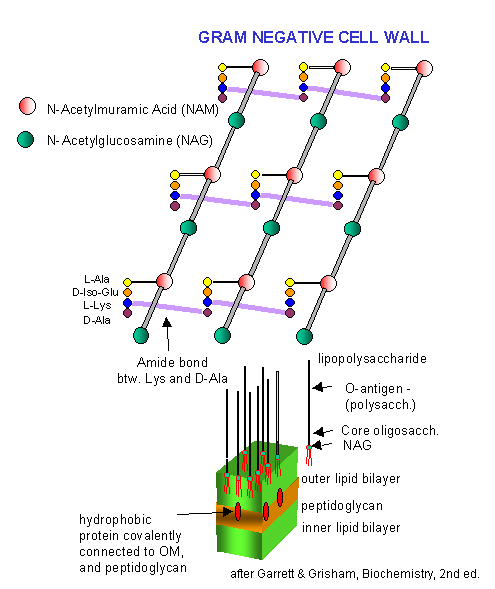 GRAM NEGATIVE CELL WALL
N-Acetylmuramic Acid (NAM)
N- Acetylglucosamine (NAG)
L-Ala
D-Iso-Glu
L-Lys
D-Ala
Amide bond
btw. Lys and D-Ala
lipopolysaccharide
O-antigen -
(polysacch.)
Core oligosacch.
NAG
outer lipid bilayer
peptidoglycan
inner lipid bilayer
hydrophobic
protein covalently
connected to OM,
and peptidoglycan
after Garrett & Grisham, Biochemistry, 2nd ed.